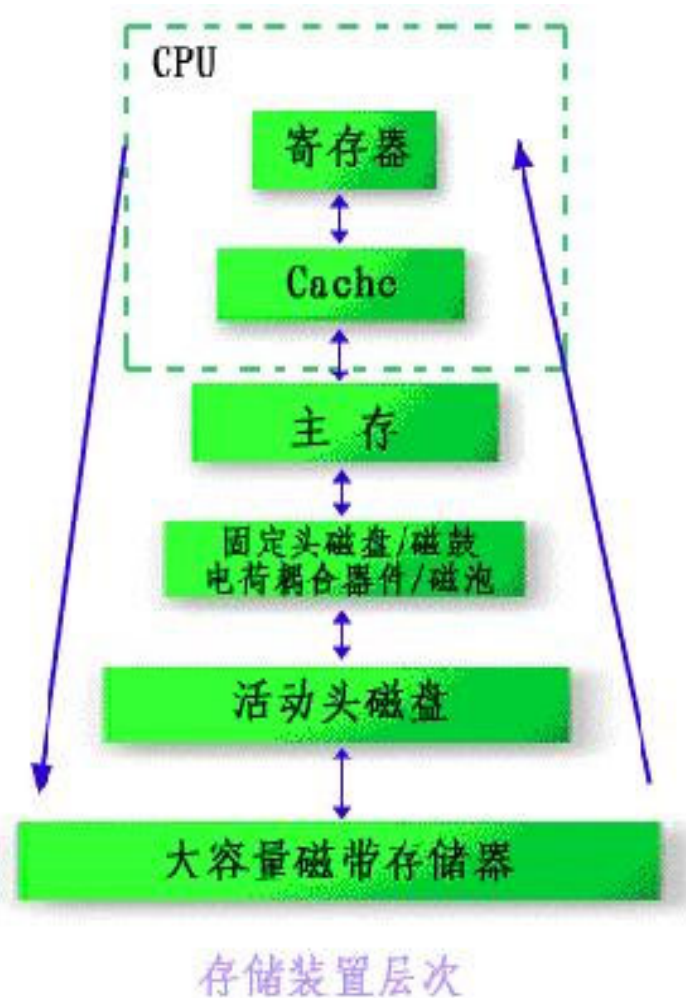 CPU
寄存器
Cache
主存
固定头磁盘/磁鼓
电荷耦合器件/磁泡
活动头磁盘
大容量磁带存储器
存储装置层次